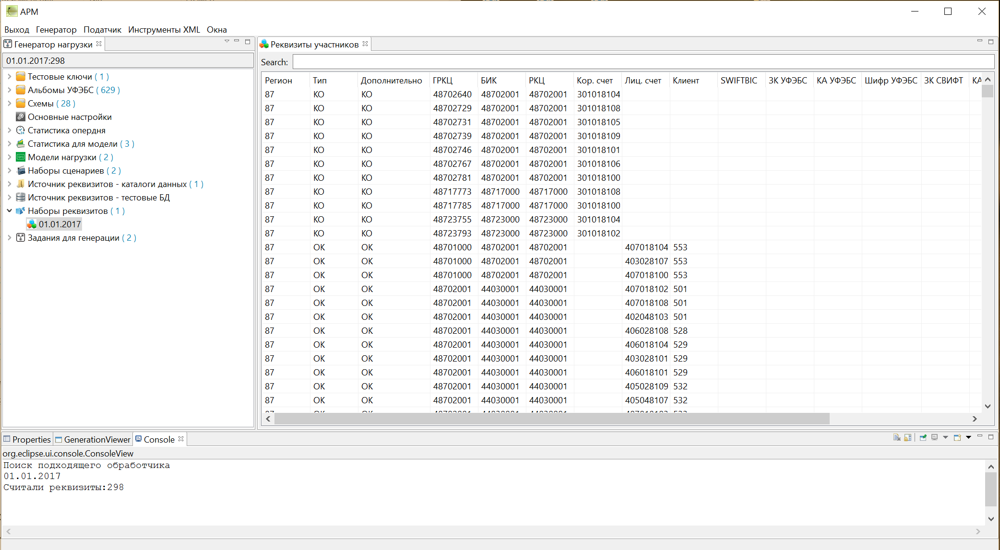 АРМ
Выход Генератор Податчик Инструменты XML Окна
Генератор нагрузки
01.01.2017:298
Тестовые ключи ( 1 )
Альбомы УФЭБС ( 629 )
Схемы ( 28 )
Основные настройки
Статистика опердня
Статистика для модели ( 3 )
Модели нагрузки ( 2 )
Наборы сценариев ( 2 )
Источник реквизитов - каталоги данных ( 1 )
Источник реквизитов - тестовые БД
Наборы реквизитов ( 1 )
01.01.2017
Задания для генерации ( 2 )
Реквизиты участников
Search:
Регион Тип Дополнительно ГРКЦ БИК РКЦ Кор. счет Лиц. счет Клиент SWIFTBIC ЗК УФЭБС КА УФЭБС Шифр УФЭБС ЗК СВИФТ КА
87 КО КО 48702640 48702001 48702001 301018104
87 КО КО 48702729 48702001 48702001 301018108
87 КО КО 48702731 48702001 48702001 301018105
87 КО КО 48702739 48702001 48702001 301018109
87 КО КО 48702746 48702001 48702001 301018101
87 КО КО 48702767 48702001 48702001 301018106
87 КО КО 48702781 48702001 48702001 301018100
87 КО КО 48717773 48717000 48717000 301018108
87 КО КО 48717785 48717000 48717000 301018100
87 КО КО 48723755 48723000 48723000 301018104
87 КО КО 48723793 48723000 48723000 301018102
87 ОК ОК 48701000 48702001 48702001 407018104 553
87 ОК ОК 48701000 48702001 48702001 403028107 553
87 ОК ОК 48701000 48702001 48702001 407018100 553
87 ОК ОК 48702001 44030001 44030001 407018102 501
87 ОК ОК 48702001 44030001 44030001 407018108 501
87 ОК ОК 48702001 44030001 44030001 402048103 501
87 ОК ОК 48702001 44030001 44030001 406028108 528
87 ОК ОК 48702001 44030001 44030001 406018104 529
87 ОК ОК 48702001 44030001 44030001 403028101 529
87 ОК ОК 48702001 44030001 44030001 406018101 529
87 ОК ОК 48702001 44030001 44030001 405028109 532
87 ОК ОК 48702001 44030001 44030001 405048107 532
Properties GenerationViewer Console
org.eclipse.ui.console.ConsoleView
Поиск подходящего обработчика
01.01.2017
Считали реквизиты:298